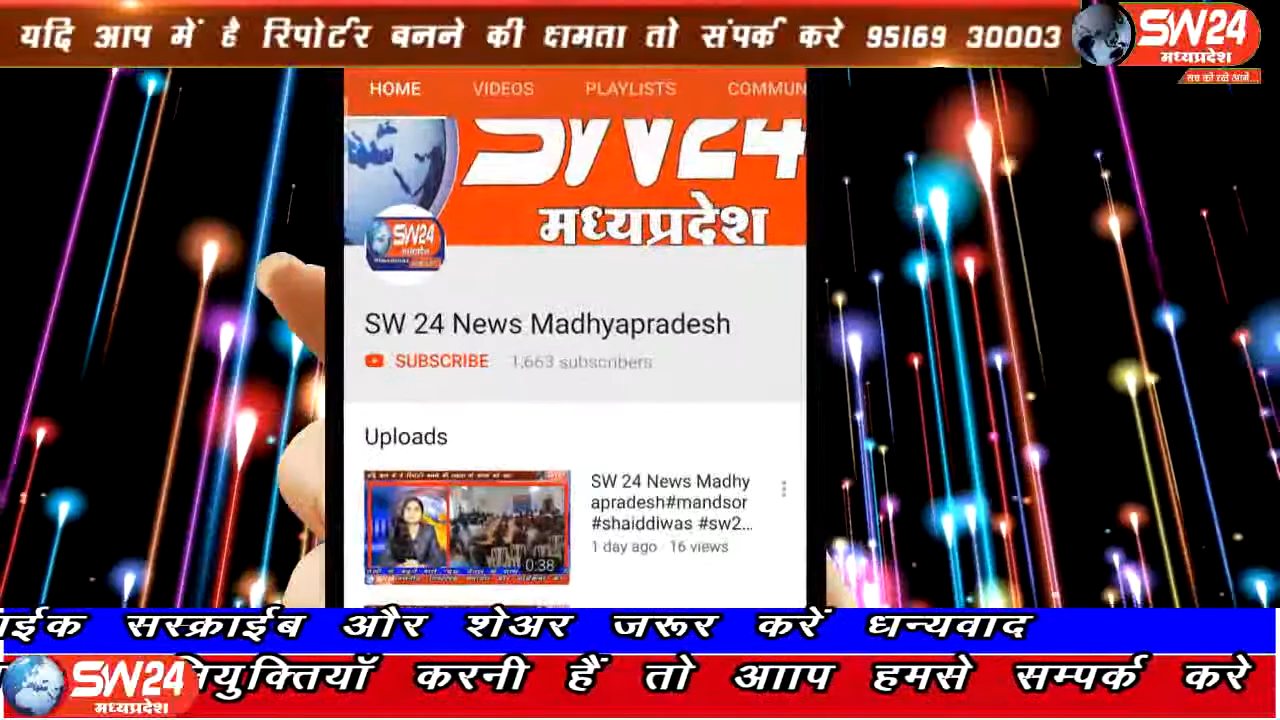 यदि आप में है रिपोर्टर बनने की क्षमता तो संपर्क करे 95169 30003
SW24
मध्यप्रदेश
HOME VIDEOS PLAYLISTS COMMUN
SW24
मध्यप्रदेश
SW24
SW 24 News Madhyapradesh
SUBSCRIBE 1,663 subscribers
Uploads
SW 24 News Madhy
apradesh#mandsor
#shaiddiwas #sw2...
1 day ago · 16 views
0:38
ाईक सस्क्राईब और शेअर जरूर करें धन्यवाद
नियुक्तियॉ करनी हैं तो आाप हमसे सम्पर्क करे
SW24
मध्यप्रदेश